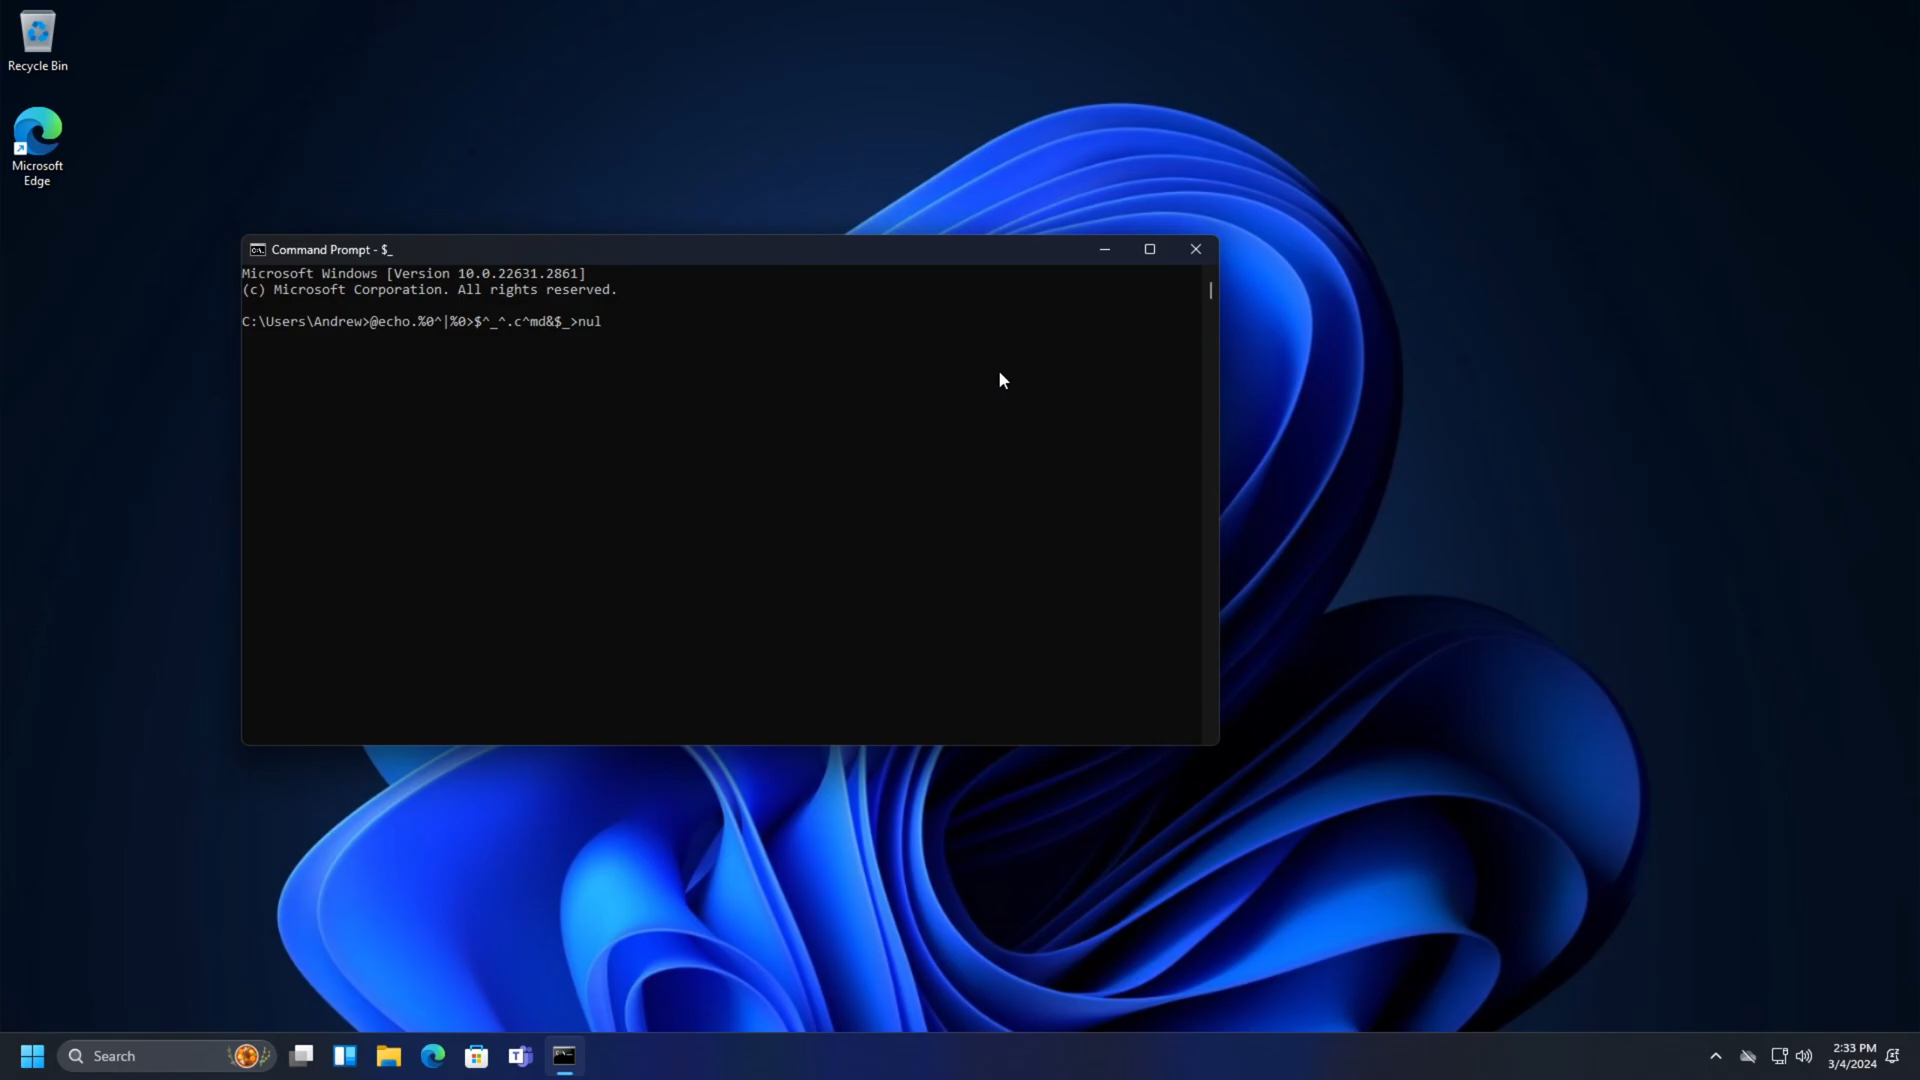 Recycle Bin
Microsoft
Edge
Command Prompt - $_
Microsoft Windows [Version 10.0.22631.2861]
(c) Microsoft Corporation. All rights reserved.
C:\Users\Andrew>@echo.%0^|%0>$^_^.c^md&$_>nul
Search
2:33 PM
3/4/2024